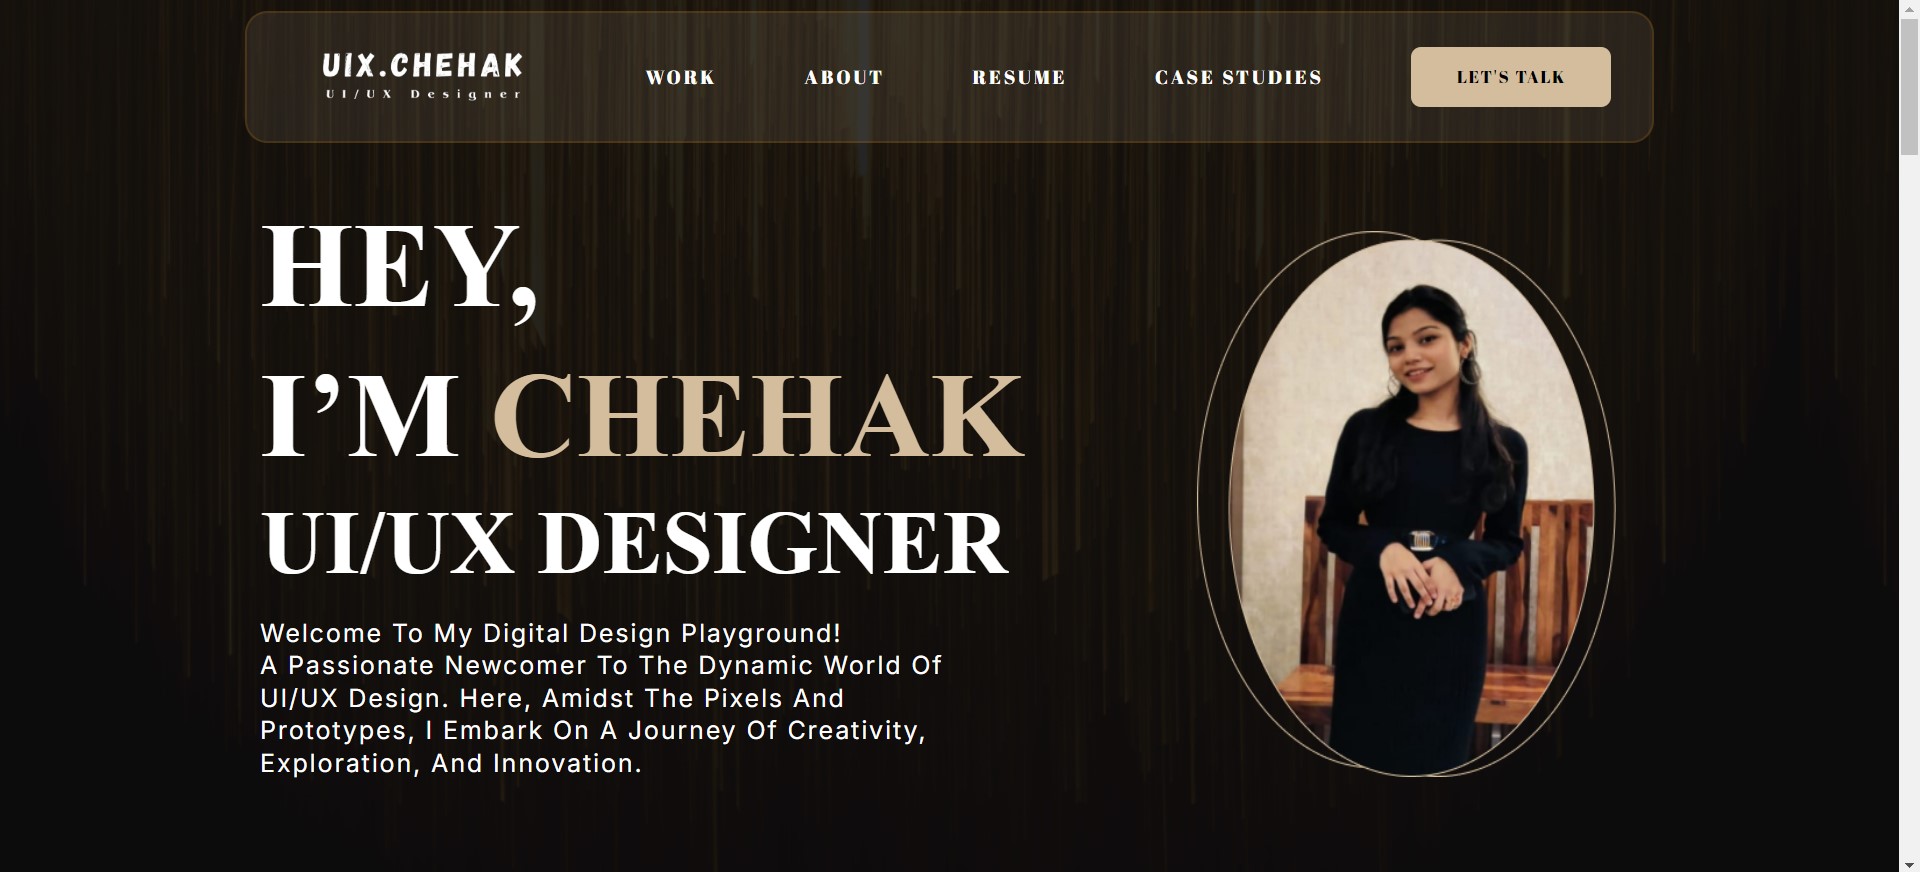 UIX.CHEHAK
UI/UX Designer
WORK
ABOUT
RESUME
CASE STUDIES
LET'S TALK
HEY,
I’M CHEHAK
UI/UX DESIGNER
Welcome To My Digital Design Playground!
A Passionate Newcomer To The Dynamic World Of
UI/UX Design. Here, Amidst The Pixels And
Prototypes, I Embark On A Journey Of Creativity,
Exploration, And Innovation.